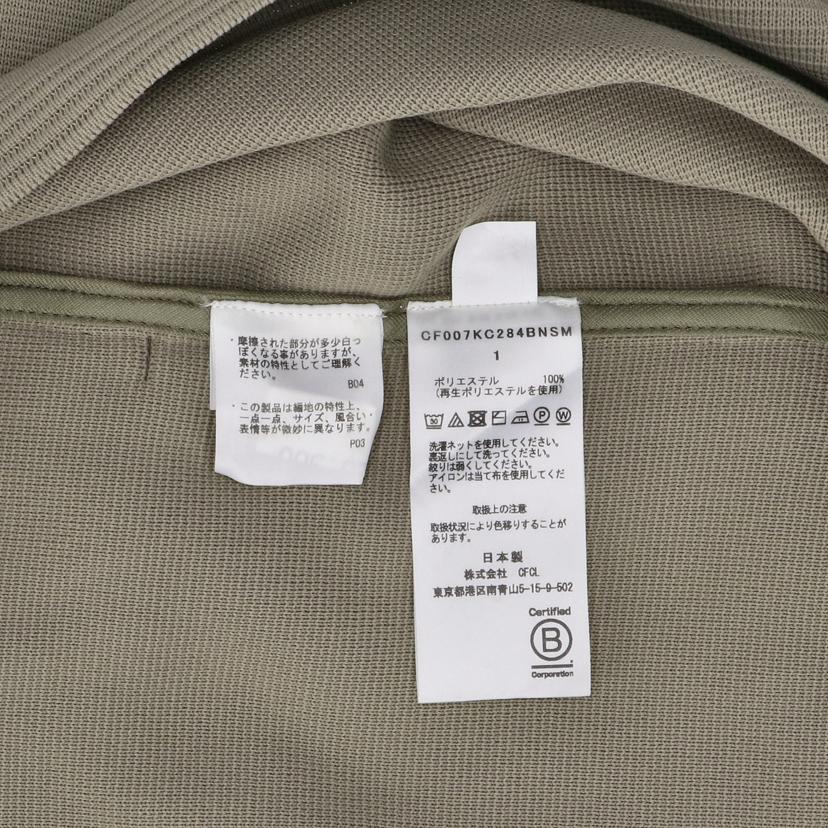 ・摩擦された部分が多少白っ
ぽくなる事がありますが、
素材の特性としてご理解く
ださい。
B04
・この製品は編地の特性上、
一点一点、サイズ、風合い・
表情等が微妙に異なります。
P03
CF007KC284BNSM
1
ポリエステル 100%
(再生ポリエステルを使用)
30
P W
洗濯ネットを使用してください。
裏返しにして洗ってください。
絞りは弱くしてください。
アイロンは当て布を使用してくだ
さい。
取扱上の注意
取扱状況により色移りすることが
あります。
日本製
株式会社 CFCL
東京都港区南青山5-15-9-502
Certified
B
Corporation